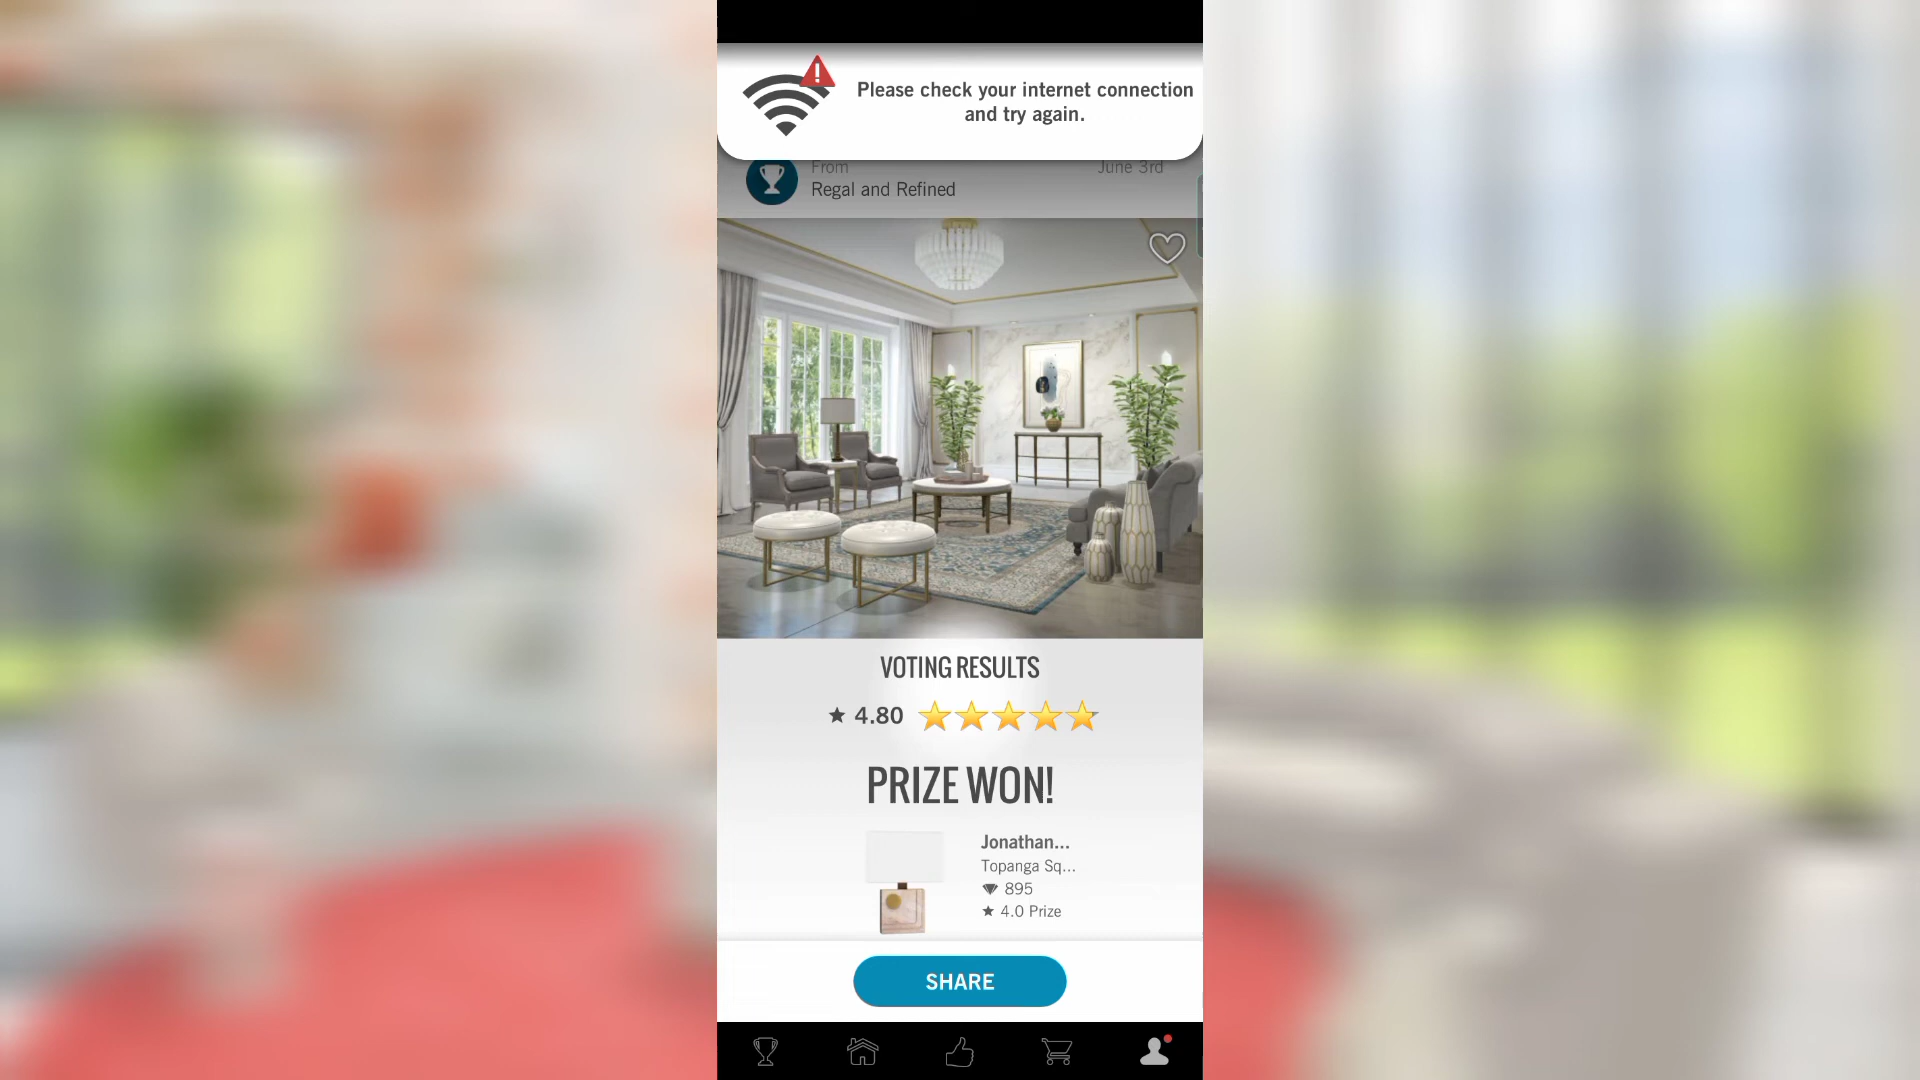 Please check your internet connection
and try again.
From
June 3rd
Regal and Refined
VOTING RESULTS
4.80
PRIZE WON!
Jonathan...
Topanga Sq...
895
4.0 Prize
SHARE